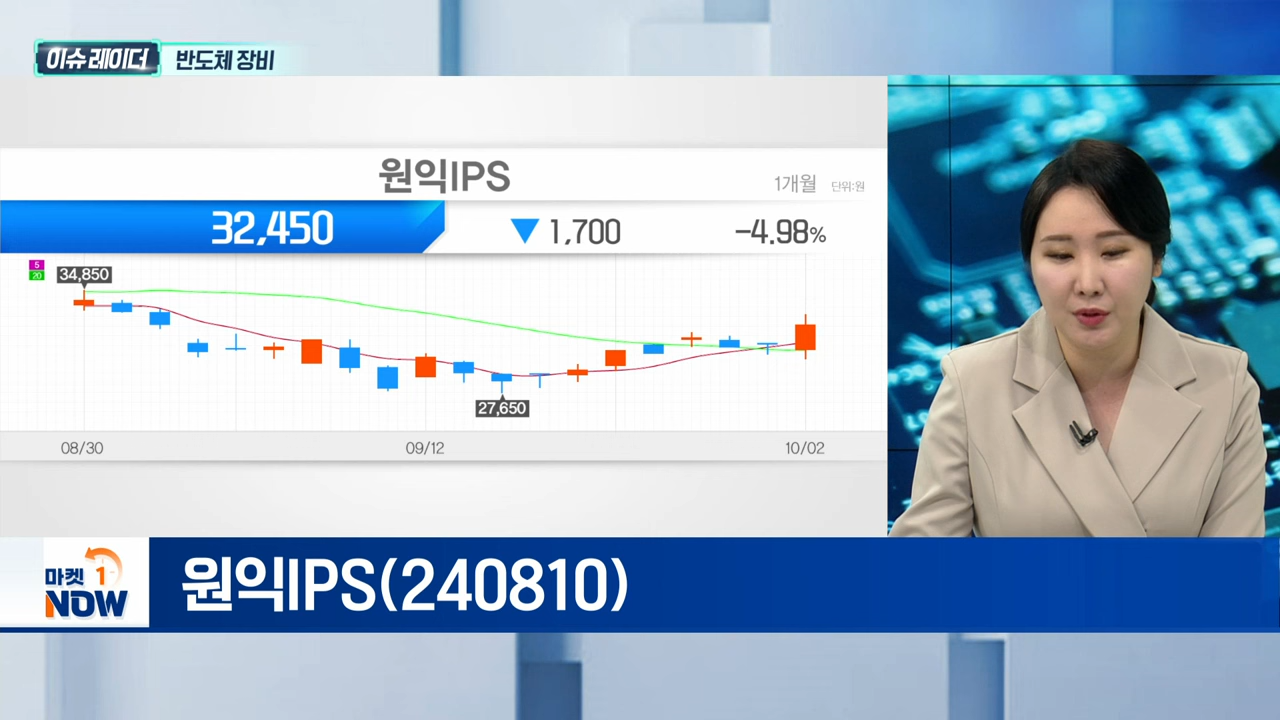 이슈 레이더 반도체 장비
원익IPS
1개월 단위:원
32,450 ▼ 1,700 -4.98%
5
20
34,850
27,650
08/30 09/12 10/02
마켓 1
NOW
원익IPS(240810)